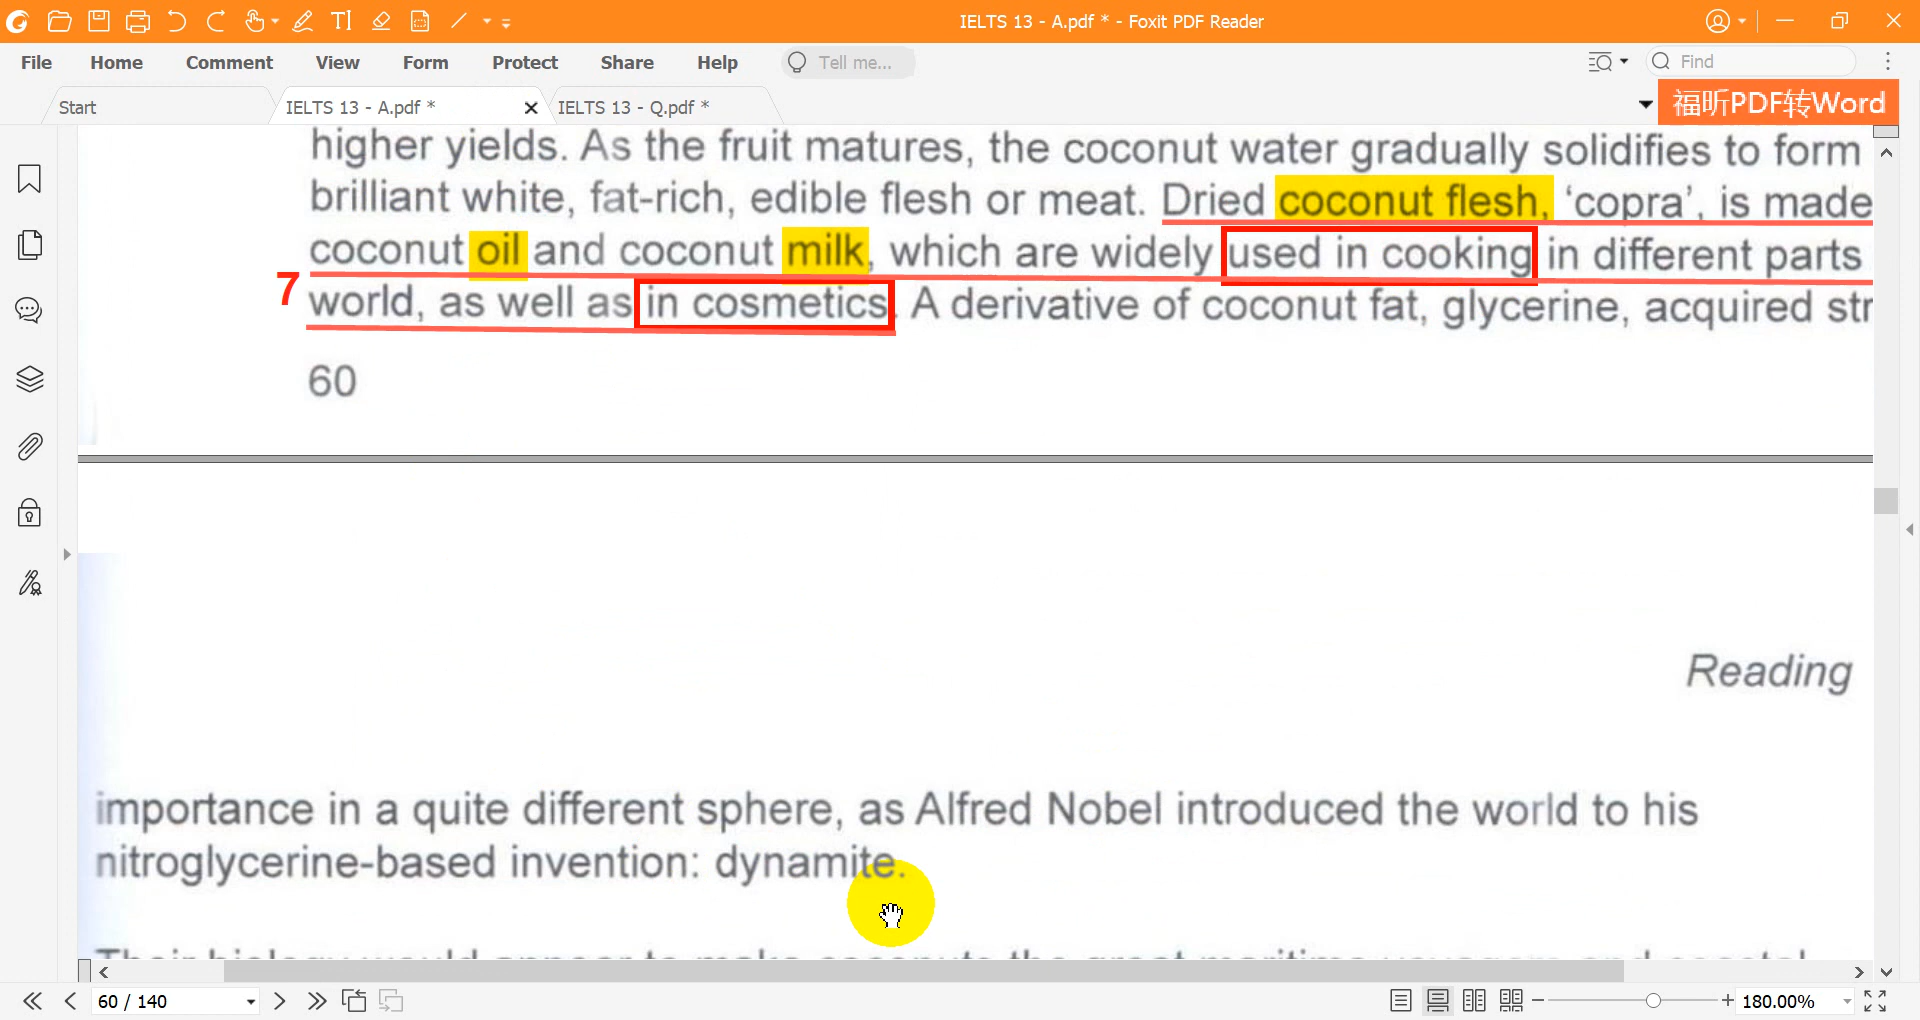 IELTS 13 - A.pdf * - Foxit PDF Reader
File Home Comment View Form Protect Share Help Tell me... Find
Start IELTS 13 - A.pdf * IELTS 13 - Q.pdf * 福昕PDF转Word
higher yields. As the fruit matures, the coconut water gradually solidifies to form
brilliant white, fat-rich, edible flesh or meat. Dried coconut flesh, ‘copra’, is made
coconut oil and coconut milk, which are widely used in cooking in different parts
7 world, as well as in cosmetics. A derivative of coconut fat, glycerine, acquired str
60
Reading
importance in a quite different sphere, as Alfred Nobel introduced the world to his
nitroglycerine-based invention: dynamite.
60 / 140 180.00%